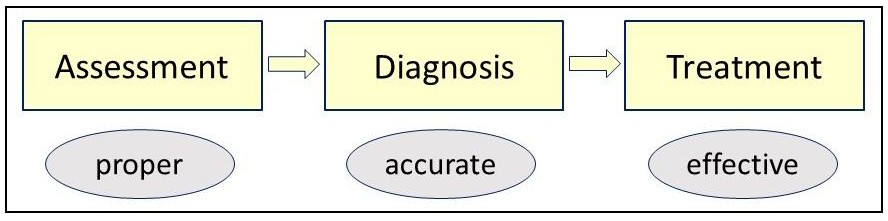 Assessment Diagnosis Treatment
proper accurate effective